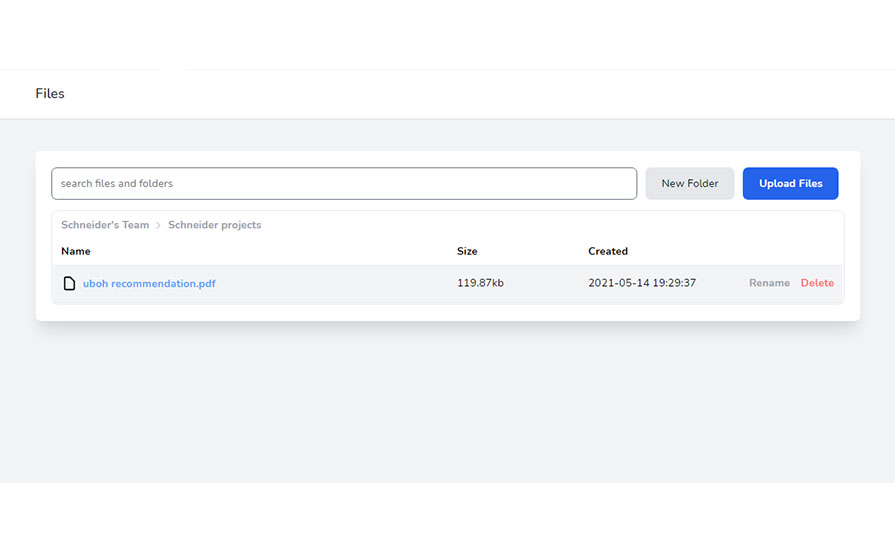 Files
search files and folders New Folder Upload Files
Schneider's Team > Schneider projects
Name Size Created
uboh recommendation.pdf 119.87kb 2021-05-14 19:29:37 Rename Delete